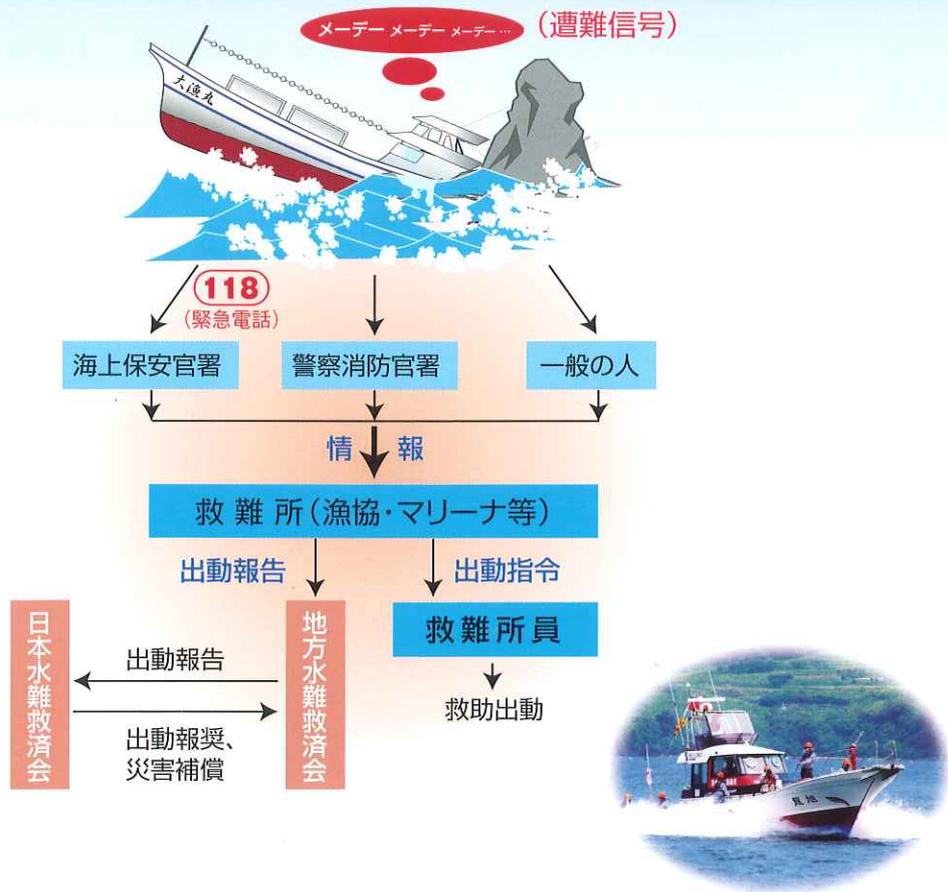 メーデー メーデー メーデー… (遭難信号)
大漁丸
118
(緊急電話)
海上保安官署
警察消防官署
一般の人
情 報
救難所(漁協・マリーナ等)
出動報告
出動指令
日本水難救済会
地方水難救済会
救難所員
出動報告
救助出動
出動報奨、
災害補償